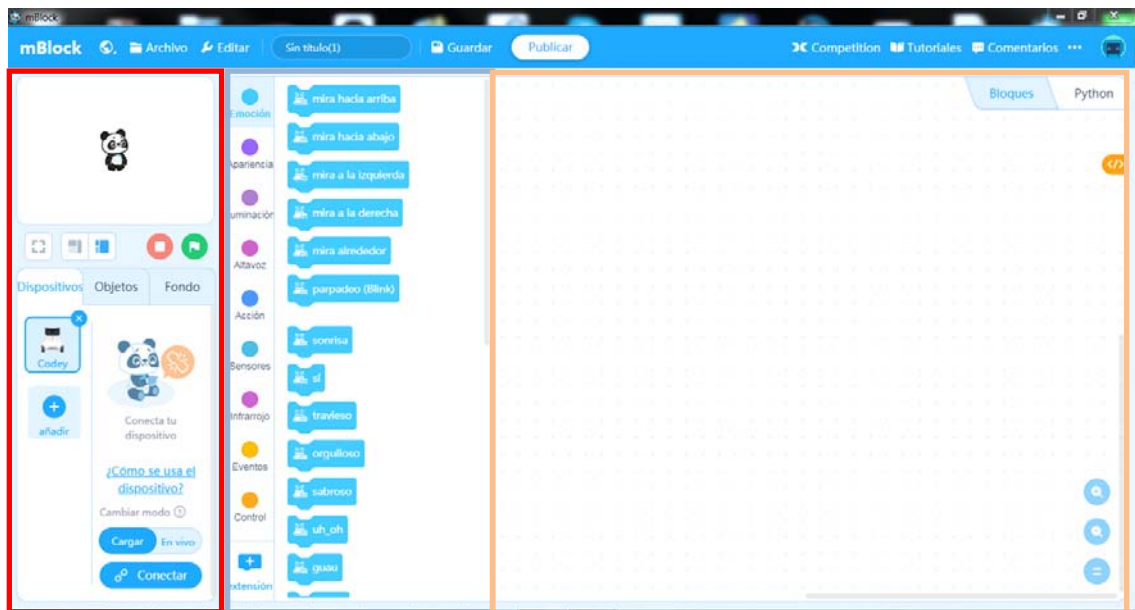 mBlock
mBlock Archivo Editar Sin título(1) Guardar Publicar Competition Tutoriales Comentarios
Dispositivos Objetos Fondo
Codey
añadir
Conecta tu
dispositivo
¿Cómo se usa el
dispositivo?
Cambiar modo
Cargar En vivo
Conectar
Emoción
Apariencia
uminación
Altavoz
Acción
Sensores
Infrarrojo
Eventos
Control
extensión
mira hacia arriba
mira hacia abajo
mira a la izquierda
mira a la derecha
mira alrededor
parpadeo (Blink)
sonrisa
sí
travieso
orgulloso
sabroso
uh_oh
guau
Bloques Python
</>